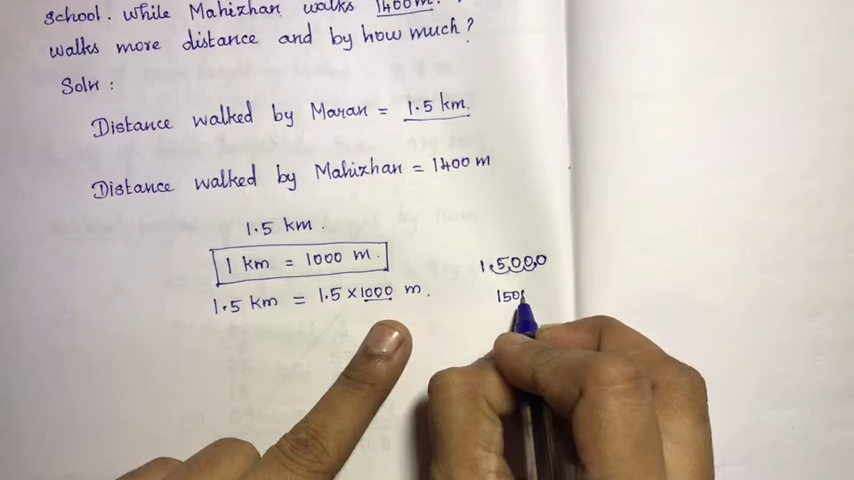 school. while Mahizhan walks 1400m.
walks more distance and by how much?
Soln :
Distance walked by Maran = 1.5 km.
Distance walked by Mahizhan = 1400 m
1.5 km.
1 km = 1000 m.
1.5 km = 1.5 × 1000 m.
1.5000
150